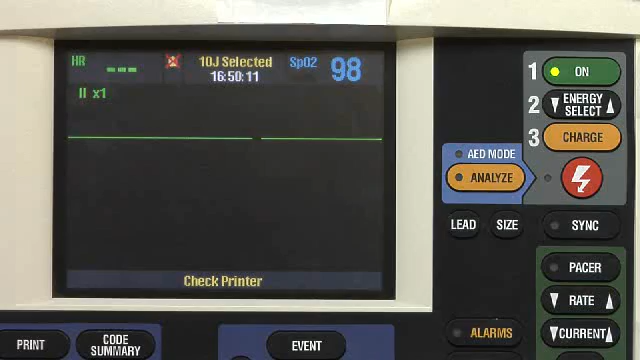 HR --- 10J Selected SpO2 98
16:50:11
II x1
Check Printer
1 ON
2 ENERGY SELECT
3 CHARGE
AED MODE
ANALYZE
LEAD SIZE SYNC
PACER
RATE
CURRENT
ALARMS
PRINT CODE SUMMARY EVENT